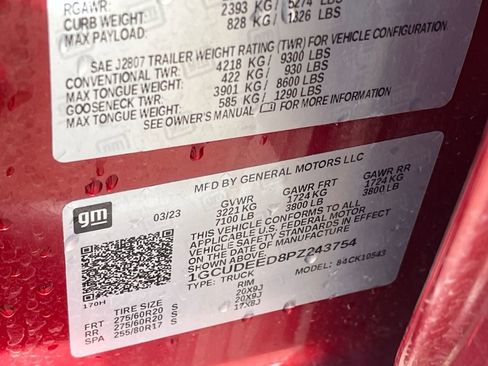 RGAWR: 2393 KG / 5274 LBS
CURB WEIGHT: 828 KG / 1826 LBS
MAX PAYLOAD:
SAE J2807 TRAILER WEIGHT RATING (TWR) FOR VEHICLE CONFIGURATION
CONVENTIONAL TWR: 4218 KG / 9300 LBS
MAX TONGUE WEIGHT: 422 KG / 930 LBS
GOOSENECK TWR: 3901 KG / 8600 LBS
MAX TONGUE WEIGHT: 585 KG / 1290 LBS
SEE OWNER'S MANUAL FOR MORE INFORMATION
MFD BY GENERAL MOTORS LLC
gm
03/23
GVWR GAWR FRT GAWR RR
3221 KG 1724 KG 1724 KG
7100 LB 3800 LB 3800 LB
THIS VEHICLE CONFORMS TO ALL
APPLICABLE U.S. FEDERAL MOTOR
VEHICLE SAFETY STANDARDS IN EFFECT
ON THE DATE OF MANUFACTURE
SHOWN ABOVE.
1GCUDEED8PZ243754
TYPE: TRUCK MODEL: 84CK10543
170H
TIRE SIZE RIM
FRT 275/60R20 S 20X9J
RR 275/60R20 S 20X9J
SPA 255/80R17 S 17X8J